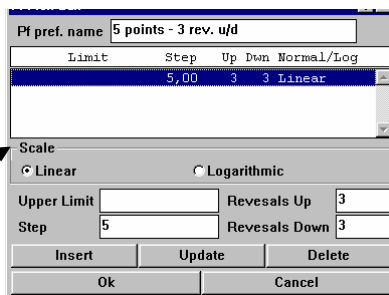 Pf pref. name 5 points - 3 rev. u/d
Limit Step Up Dwn Normal/Log
5,00 3 3 Linear
Scale
Linear Logarithmic
Upper Limit Revesals Up 3
Step 5 Revesals Down 3
Insert Update Delete
Ok Cancel